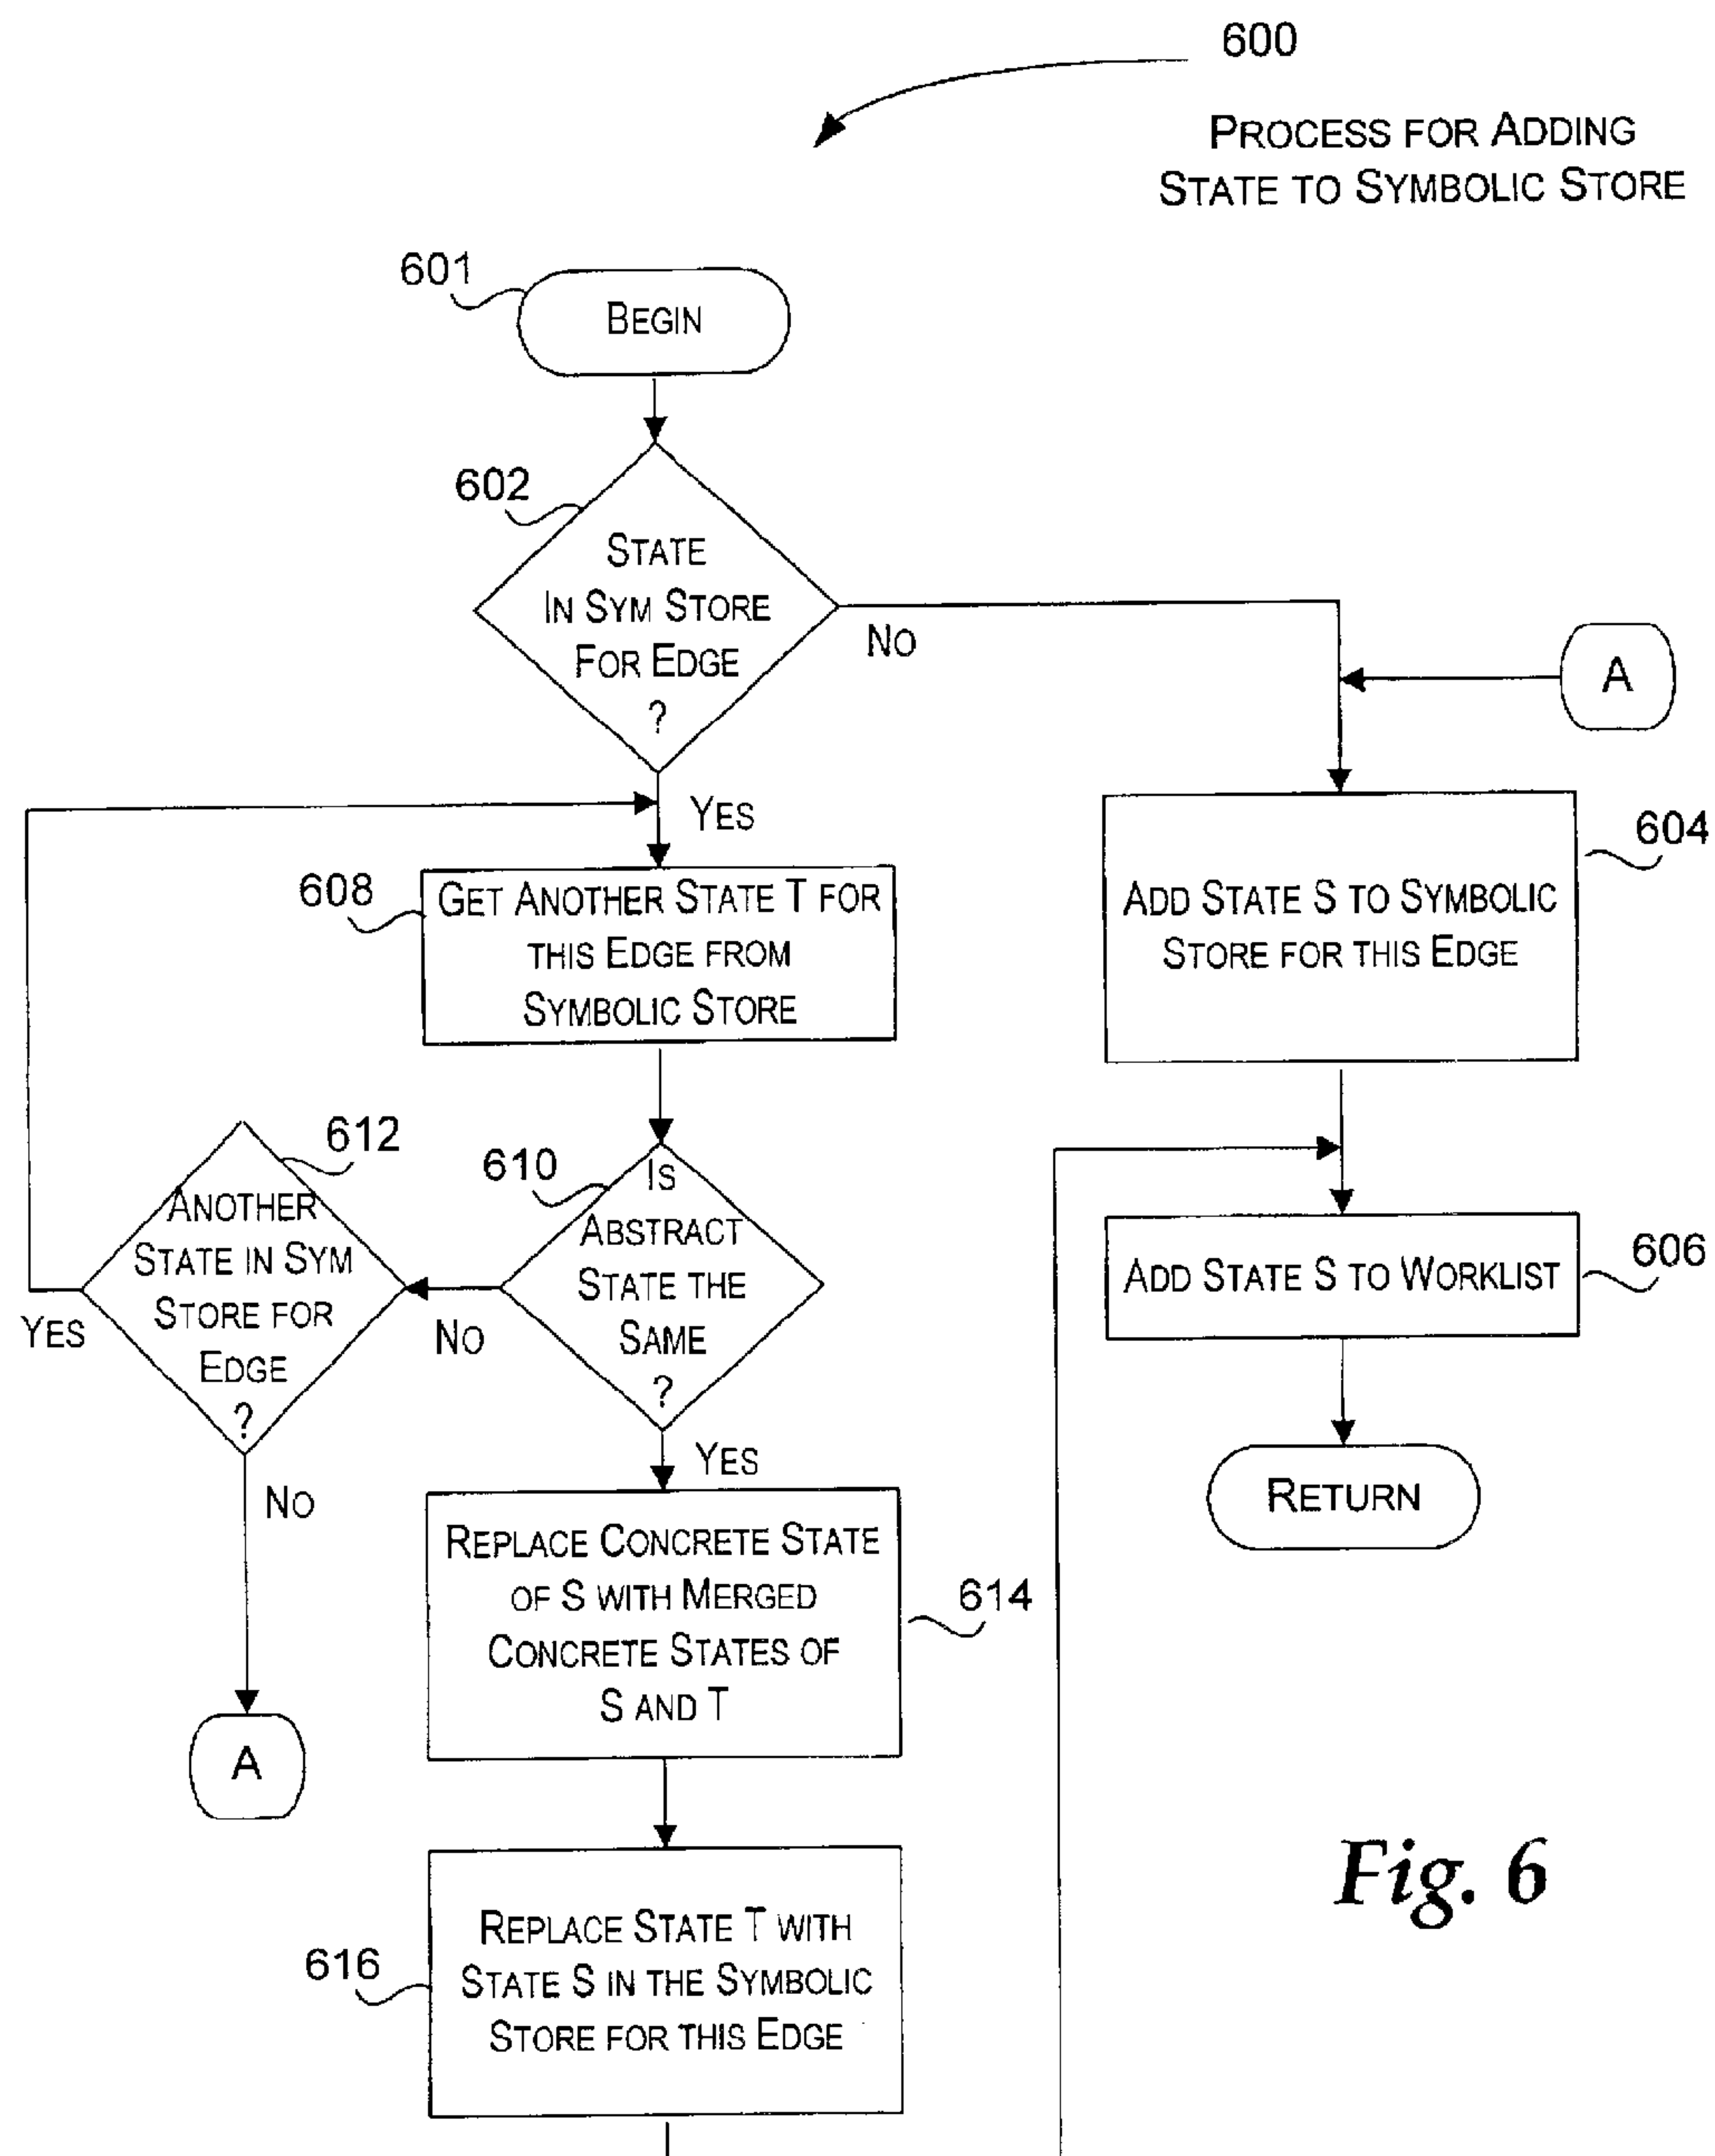 600
PROCESS FOR ADDING
STATE TO SYMBOLIC STORE
601
BEGIN
602
STATE
IN SYM STORE
FOR EDGE
?
NO
A
YES
604
ADD STATE S TO SYMBOLIC
STORE FOR THIS EDGE
608
GET ANOTHER STATE T FOR
THIS EDGE FROM
SYMBOLIC STORE
612
ANOTHER
STATE IN SYM
STORE FOR
EDGE
?
YES
NO
610
IS
ABSTRACT
STATE THE
SAME
?
NO
YES
606
ADD STATE S TO WORKLIST
RETURN
REPLACE CONCRETE STATE
OF S WITH MERGED
CONCRETE STATES OF
S AND T
614
A
616
REPLACE STATE T WITH
STATE S IN THE SYMBOLIC
STORE FOR THIS EDGE
Fig. 6